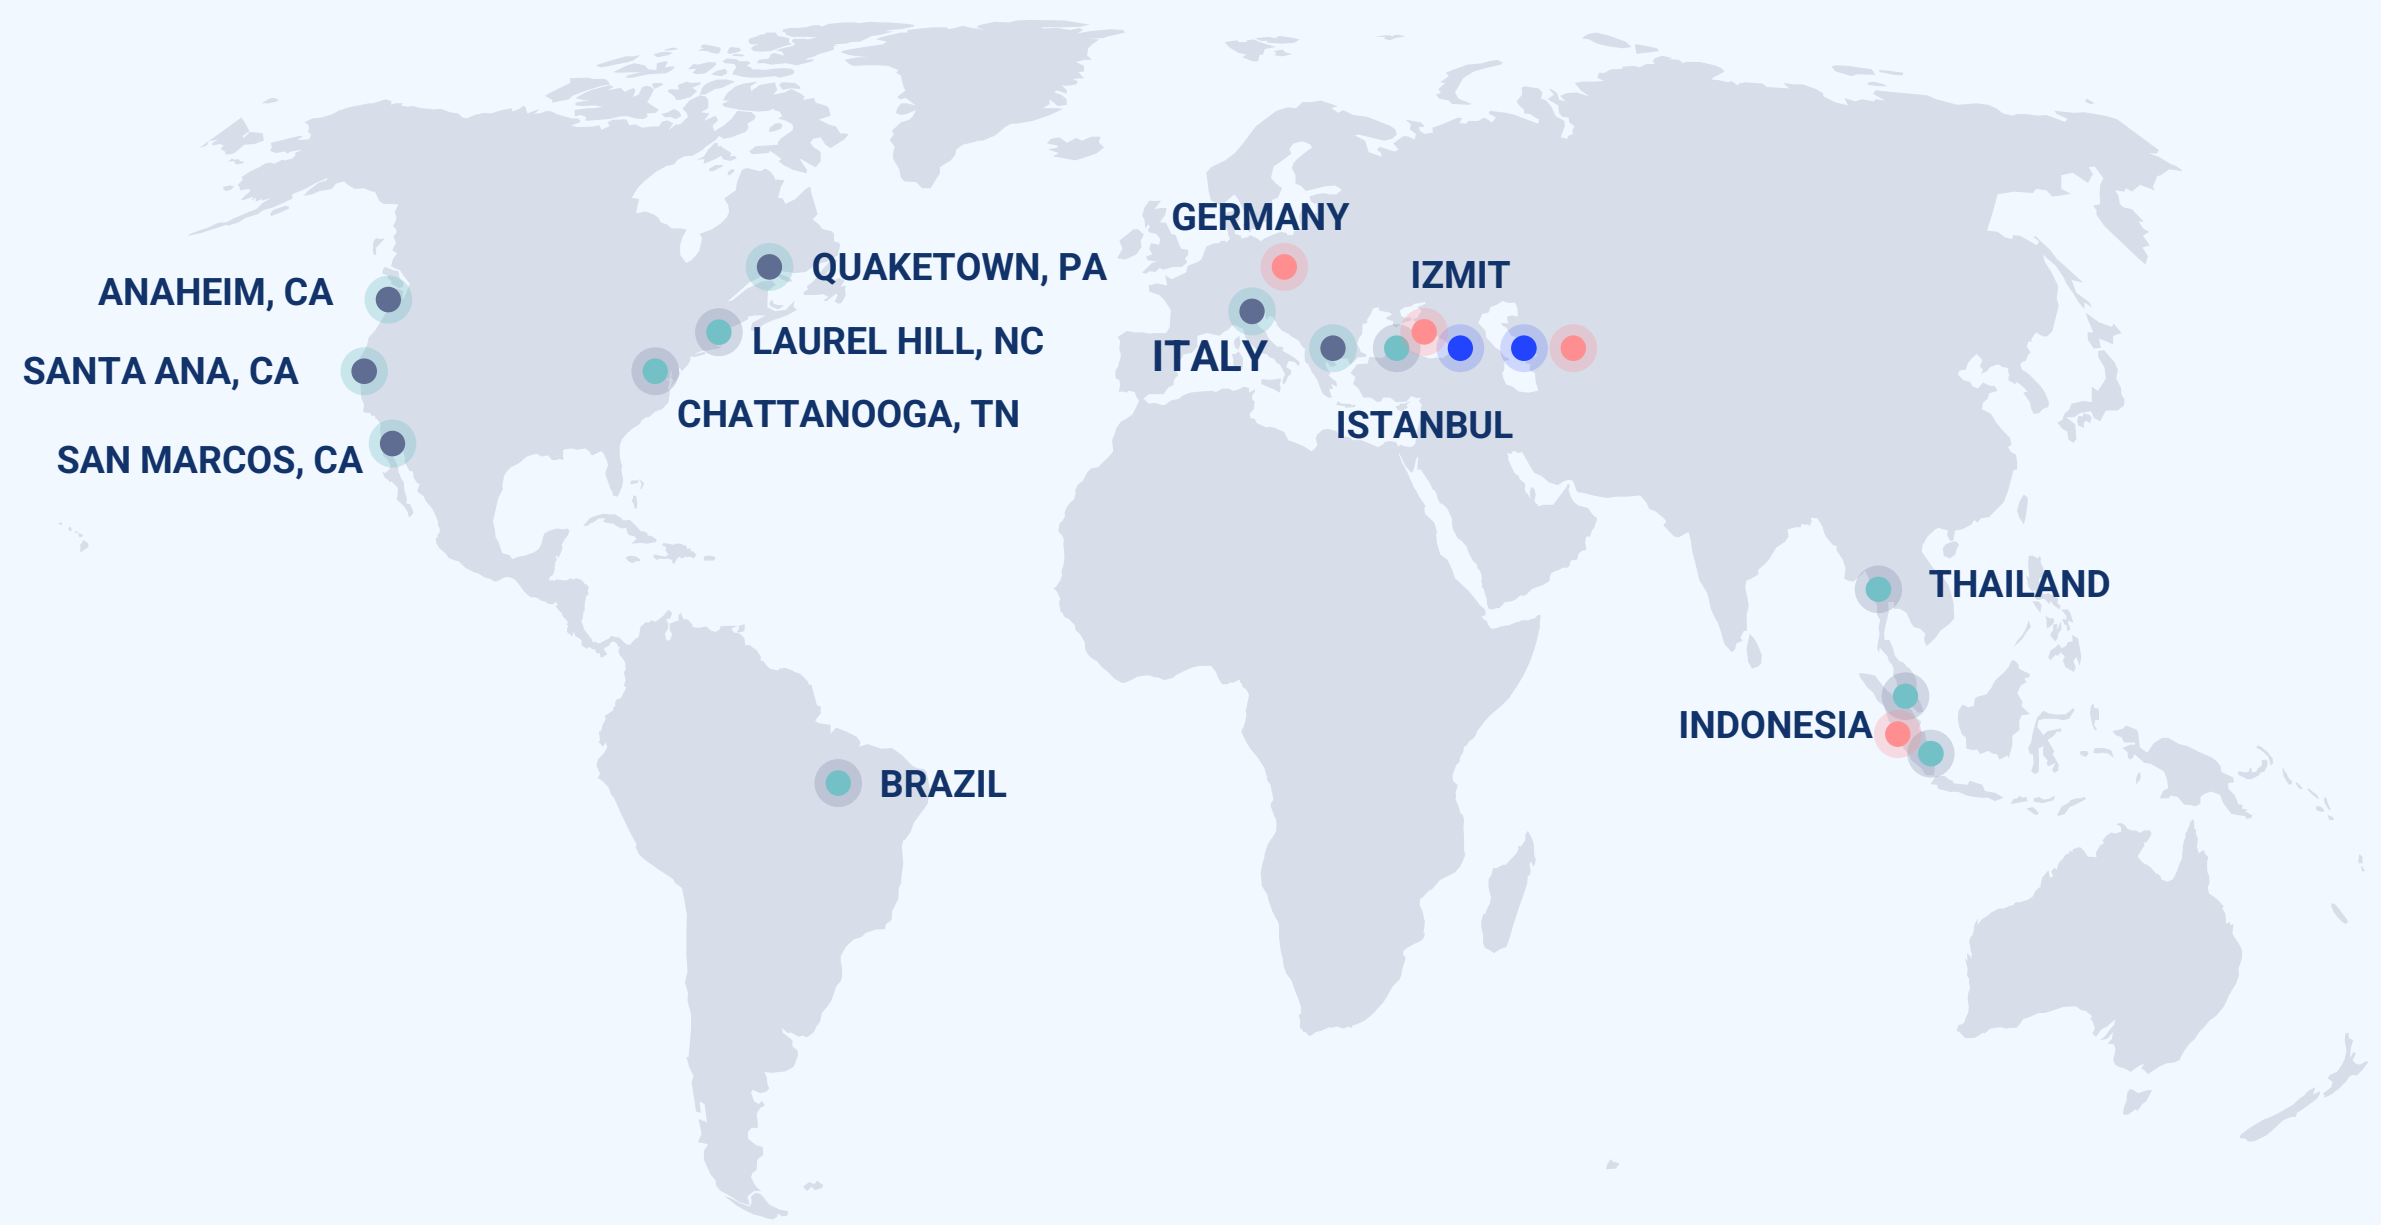 GERMANY
QUAKETOWN, PA
IZMIT
ANAHEIM, CA
LAUREL HILL, NC
ITALY
SANTA ANA, CA
CHATTANOOGA, TN
ISTANBUL
SAN MARCOS, CA
THAILAND
INDONESIA
BRAZIL